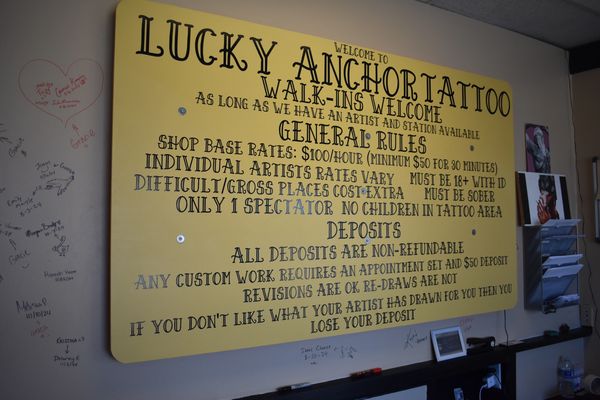 WELCOME TO
LUCKY ANCHOR TATTOO
WALK-INS WELCOME
AS LONG AS WE HAVE AN ARTIST AND STATION AVAILABLE
GENERAL RULES
SHOP BASE RATES: $100/HOUR (MINIMUM $50 FOR 30 MINUTES)
INDIVIDUAL ARTISTS RATES VARY MUST BE 18+ WITH ID
DIFFICULT/GROSS PLACES COST EXTRA MUST BE SOBER
ONLY 1 SPECTATOR NO CHILDREN IN TATTOO AREA
DEPOSITS
ALL DEPOSITS ARE NON-REFUNDABLE
ANY CUSTOM WORK REQUIRES AN APPOINTMENT SET AND $50 DEPOSIT
REVISIONS ARE OK RE-DRAWS ARE NOT
IF YOU DON'T LIKE WHAT YOUR ARTIST HAS DRAWN FOR YOU THEN YOU
LOSE YOUR DEPOSIT